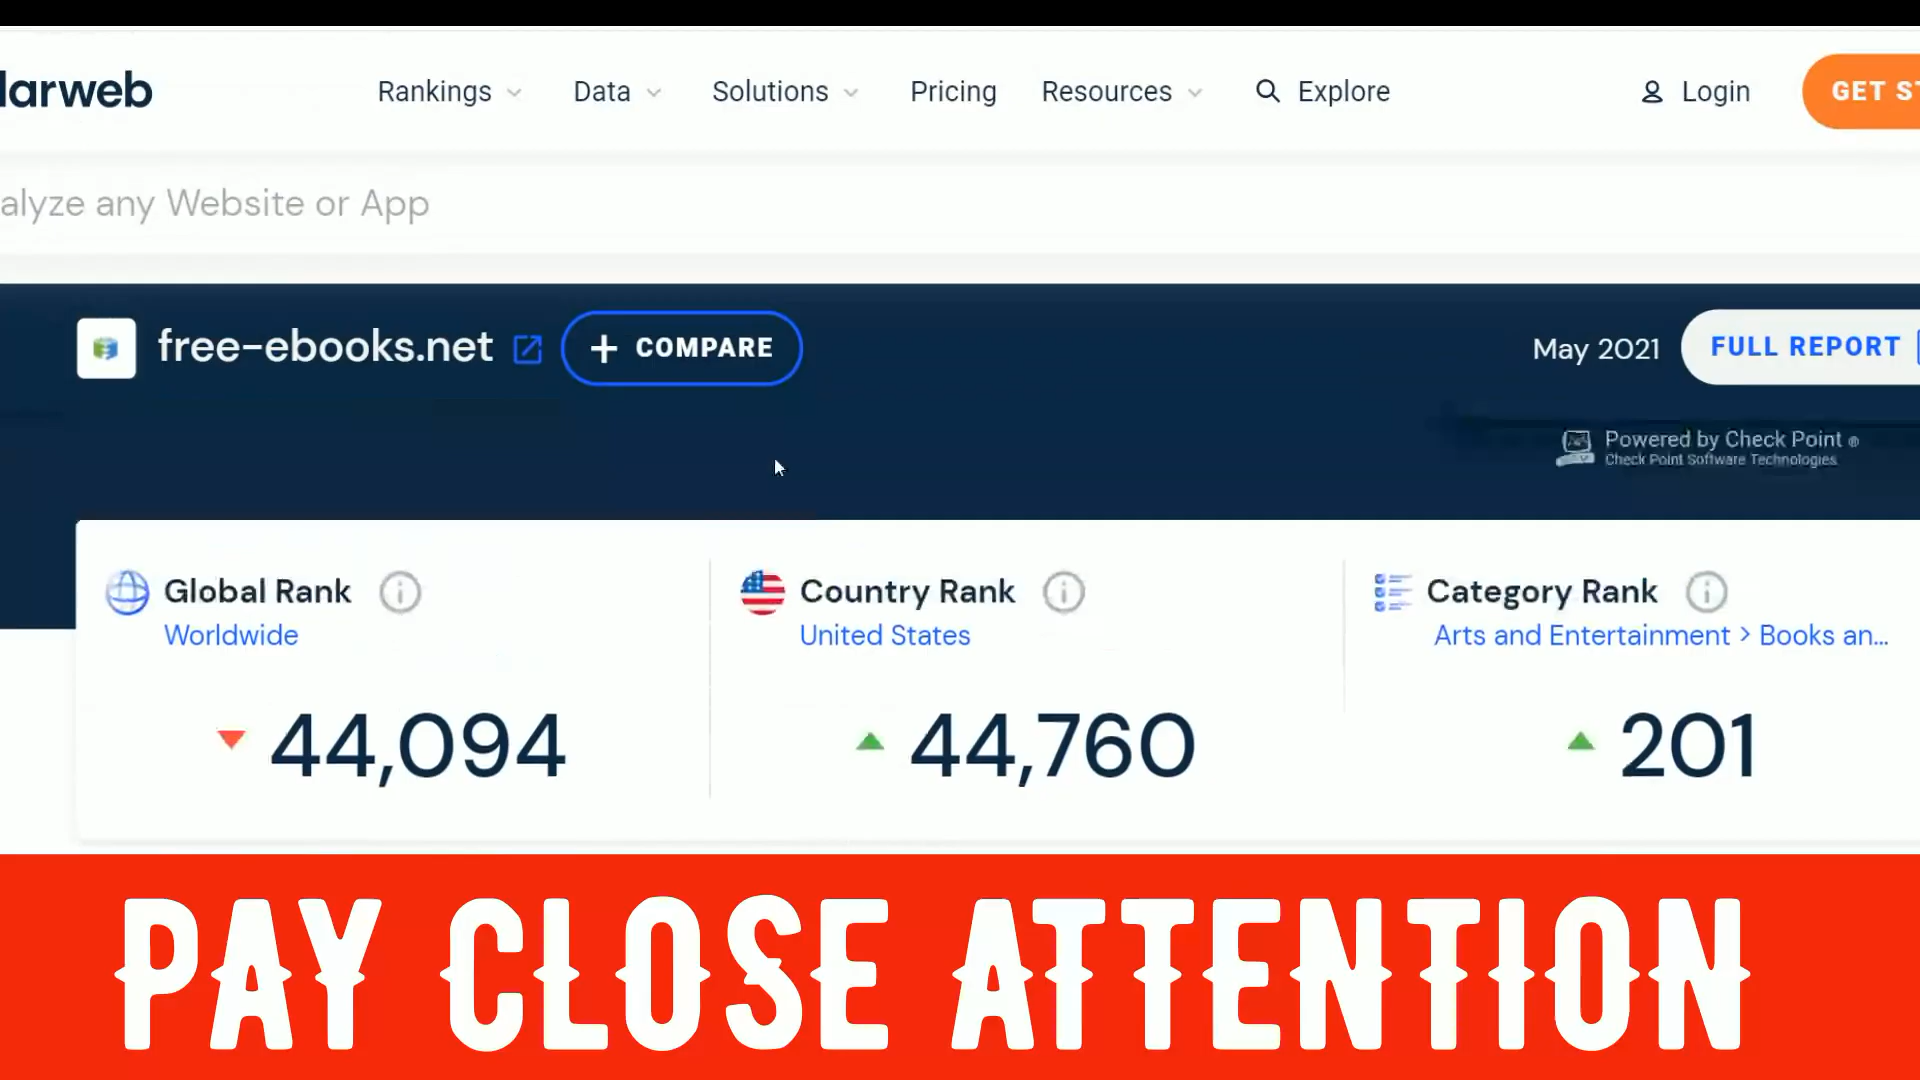 larweb
Rankings Data Solutions Pricing Resources Explore Login GET ST
alyze any Website or App
free-ebooks.net + COMPARE May 2021 FULL REPORT
Powered by Check Point ®
Check Point Software Technologies
Global Rank Country Rank Category Rank
Worldwide United States Arts and Entertainment > Books an...
44,094 44,760 201
PAY CLOSE ATTENTION